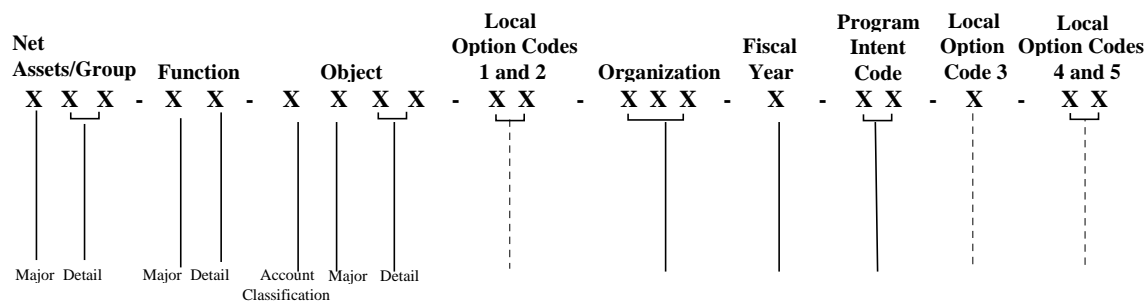 Net
Assets/Group
Function
Object
Local
Option Codes
1 and 2
Organization
Fiscal
Year
Program
Intent
Code
Local
Option
Code 3
Local
Option Codes
4 and 5
X X X - X X - X X X X - X X - X X X - X - X X - X - X X
Major Detail
Major Detail
Account
Classification
Major
Detail